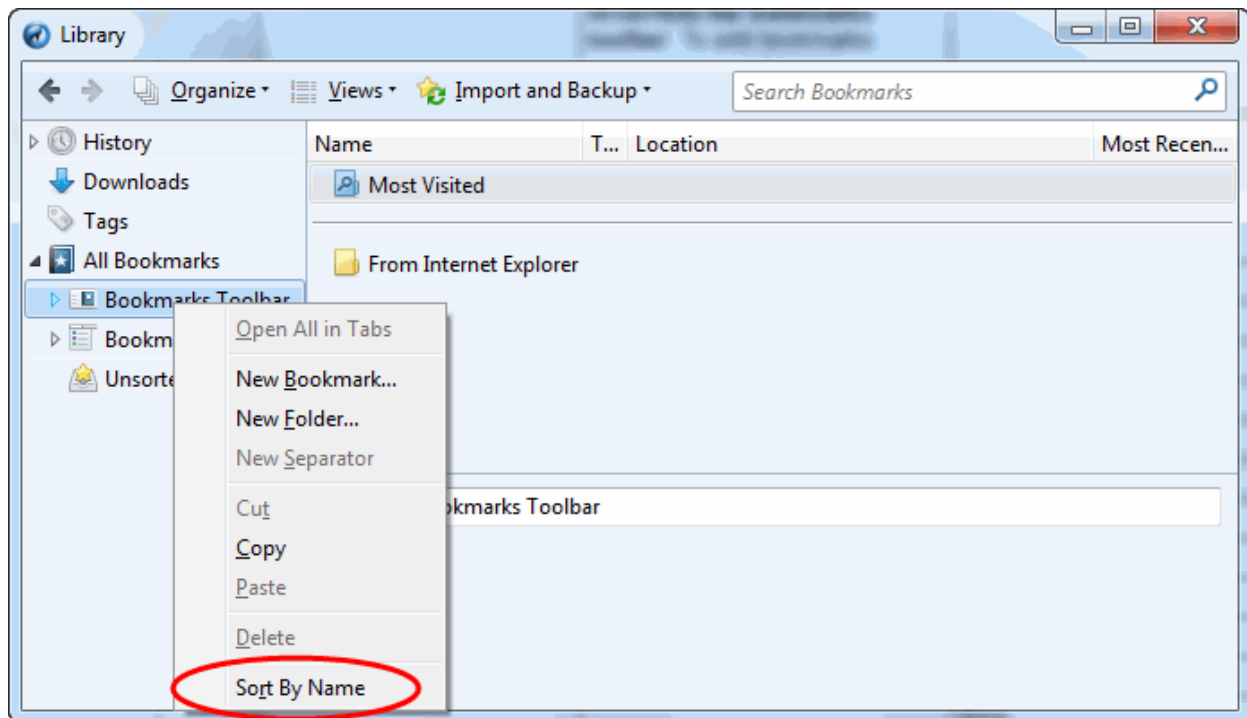 Library
Organize Views Import and Backup Search Bookmarks
History
Downloads
Tags
All Bookmarks
Bookmarks Toolbar
Bookm
Unsorte
Name T... Location Most Recen...
Most Visited
From Internet Explorer
Open All in Tabs
New Bookmark...
New Folder...
New Separator
Cut
Copy
Paste
Delete
Sort By Name
okmarks Toolbar